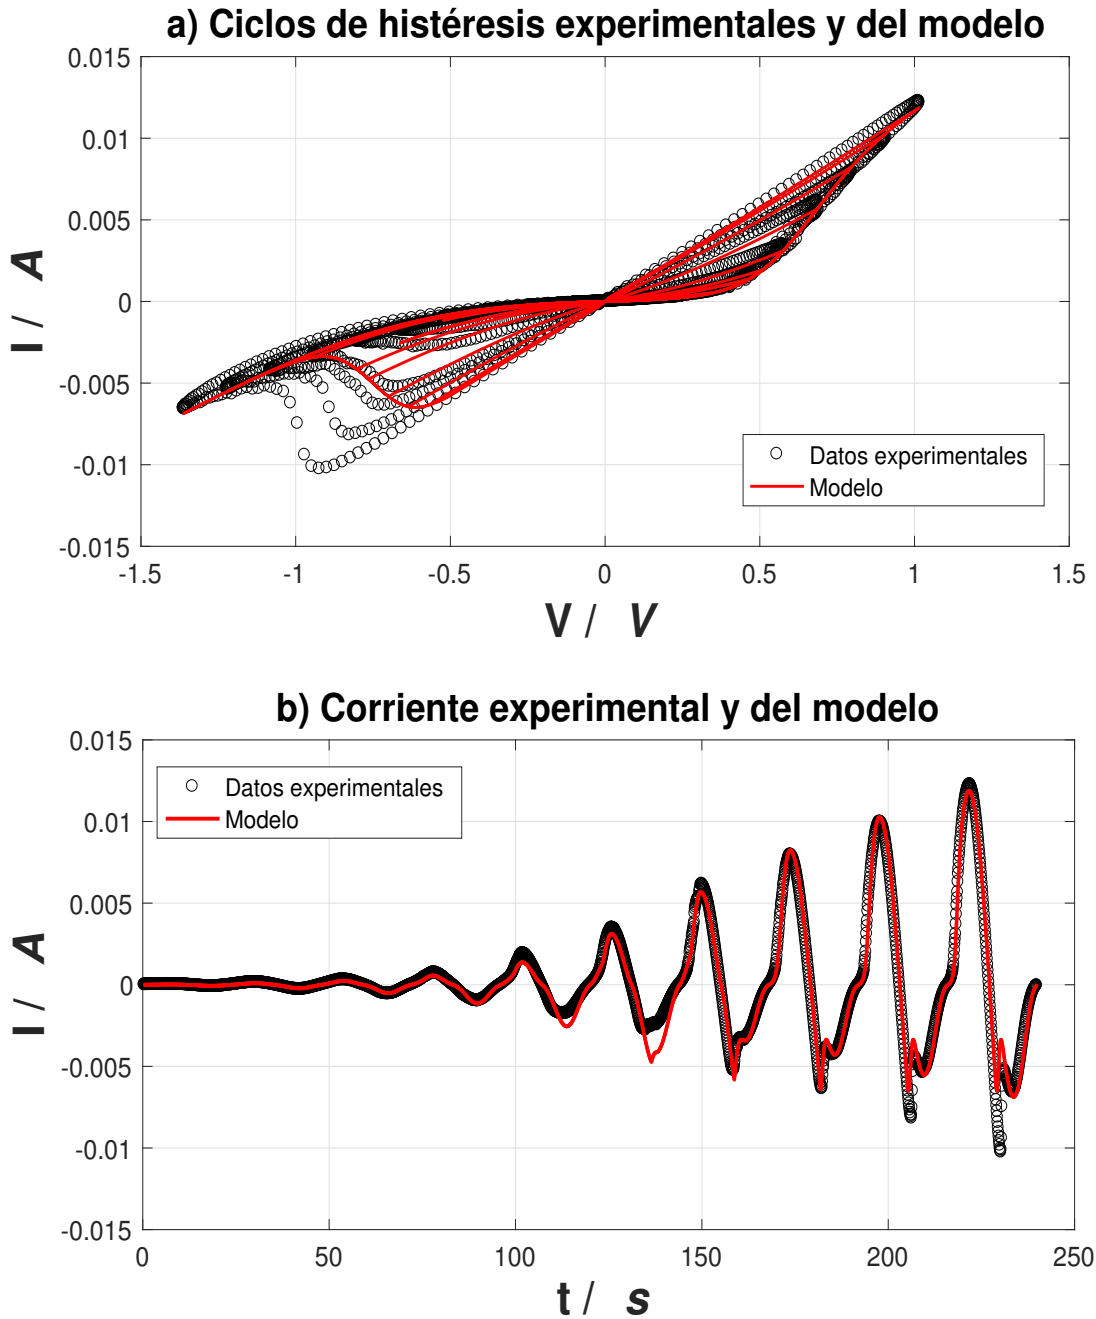 a) Ciclos de histéresis experimentales y del modelo
0.015
0.01
0.005
0
-0.005
-0.01
-0.015
-1.5 -1 -0.5 0 0.5 1 1.5
I / A
V / V
Datos experimentales
Modelo
b) Corriente experimental y del modelo
0.015
0.01
0.005
0
-0.005
-0.01
-0.015
0 50 100 150 200 250
I / A
t / s
Datos experimentales
Modelo